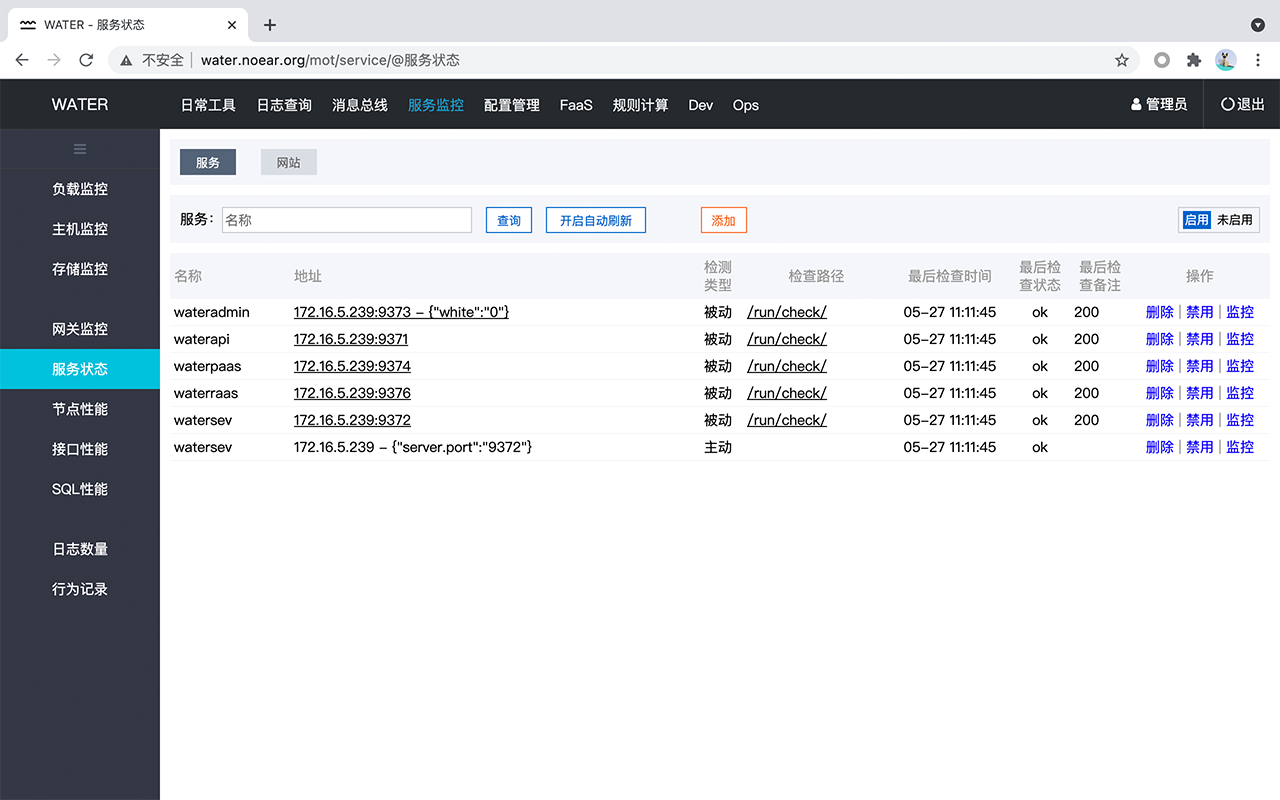 WATER - 服务状态
不安全 water.noear.org/mot/service/@服务状态
WATER 日常工具 日志查询 消息总线 服务监控 配置管理 FaaS 规则计算 Dev Ops 管理员 退出
负载监控
主机监控
存储监控
网关监控
服务状态
节点性能
接口性能
SQL性能
日志数量
行为记录
服务 网站
服务: 名称 查询 开启自动刷新 添加 启用 未启用
名称 地址 检测类型 检查路径 最后检查时间 最后检查状态 最后检查备注 操作
wateradmin 172.16.5.239:9373 – {"white":"0"} 被动 /run/check/ 05–27 11:11:45 ok 200 删除 | 禁用 | 监控
waterapi 172.16.5.239:9371 被动 /run/check/ 05–27 11:11:45 ok 200 删除 | 禁用 | 监控
waterpaas 172.16.5.239:9374 被动 /run/check/ 05–27 11:11:45 ok 200 删除 | 禁用 | 监控
waterraas 172.16.5.239:9376 被动 /run/check/ 05–27 11:11:45 ok 200 删除 | 禁用 | 监控
watersev 172.16.5.239:9372 被动 /run/check/ 05–27 11:11:45 ok 200 删除 | 禁用 | 监控
watersev 172.16.5.239 – {"server.port":"9372"} 主动 05–27 11:11:45 ok 删除 | 禁用 | 监控